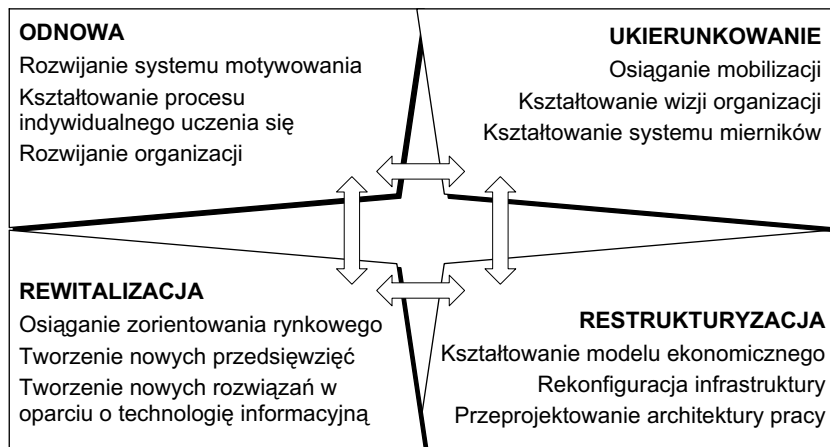 ODNOWA
Rozwijanie systemu motywowania
Kształtowanie procesu
indywidualnego uczenia się
Rozwijanie organizacji
UKIERUNKOWANIE
Osiąganie mobilizacji
Kształtowanie wizji organizacji
Kształtowanie systemu mierników
REWITALIZACJA
Osiąganie zorientowania rynkowego
Tworzenie nowych przedsięwzięć
Tworzenie nowych rozwiązań w
oparciu o technologię informacyjną
RESTRUKTURYZACJA
Kształtowanie modelu ekonomicznego
Rekonfiguracja infrastruktury
Przeprojektowanie architektury pracy